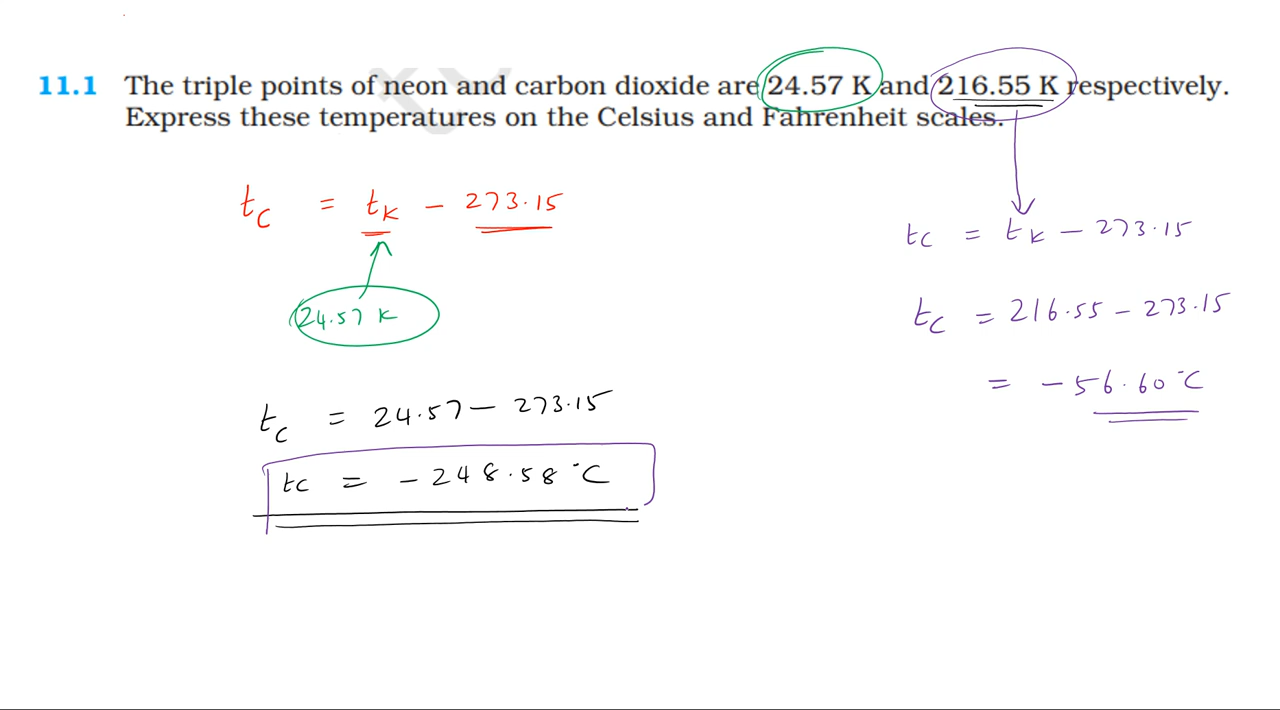 11.1 The triple points of neon and carbon dioxide are 24.57 K and 216.55 K respectively.
Express these temperatures on the Celsius and Fahrenheit scales.
tC = tK – 273.15
24.57 K
tC = 24.57 – 273.15
tC = – 248.58 °C
tC = tK – 273.15
tC = 216.55 – 273.15
= – 56.60 °C